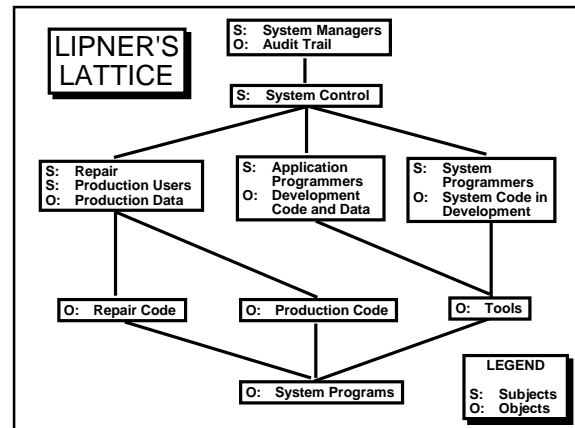 LIPNER'S
LATTICE
S: System Managers
O: Audit Trail
S: System Control
S: Repair
S: Production Users
O: Production Data
S: Application
Programmers
O: Development
Code and Data
S: System
Programmers
O: System Code in
Development
O: Repair Code
O: Production Code
O: Tools
O: System Programs
LEGEND
S: Subjects
O: Objects